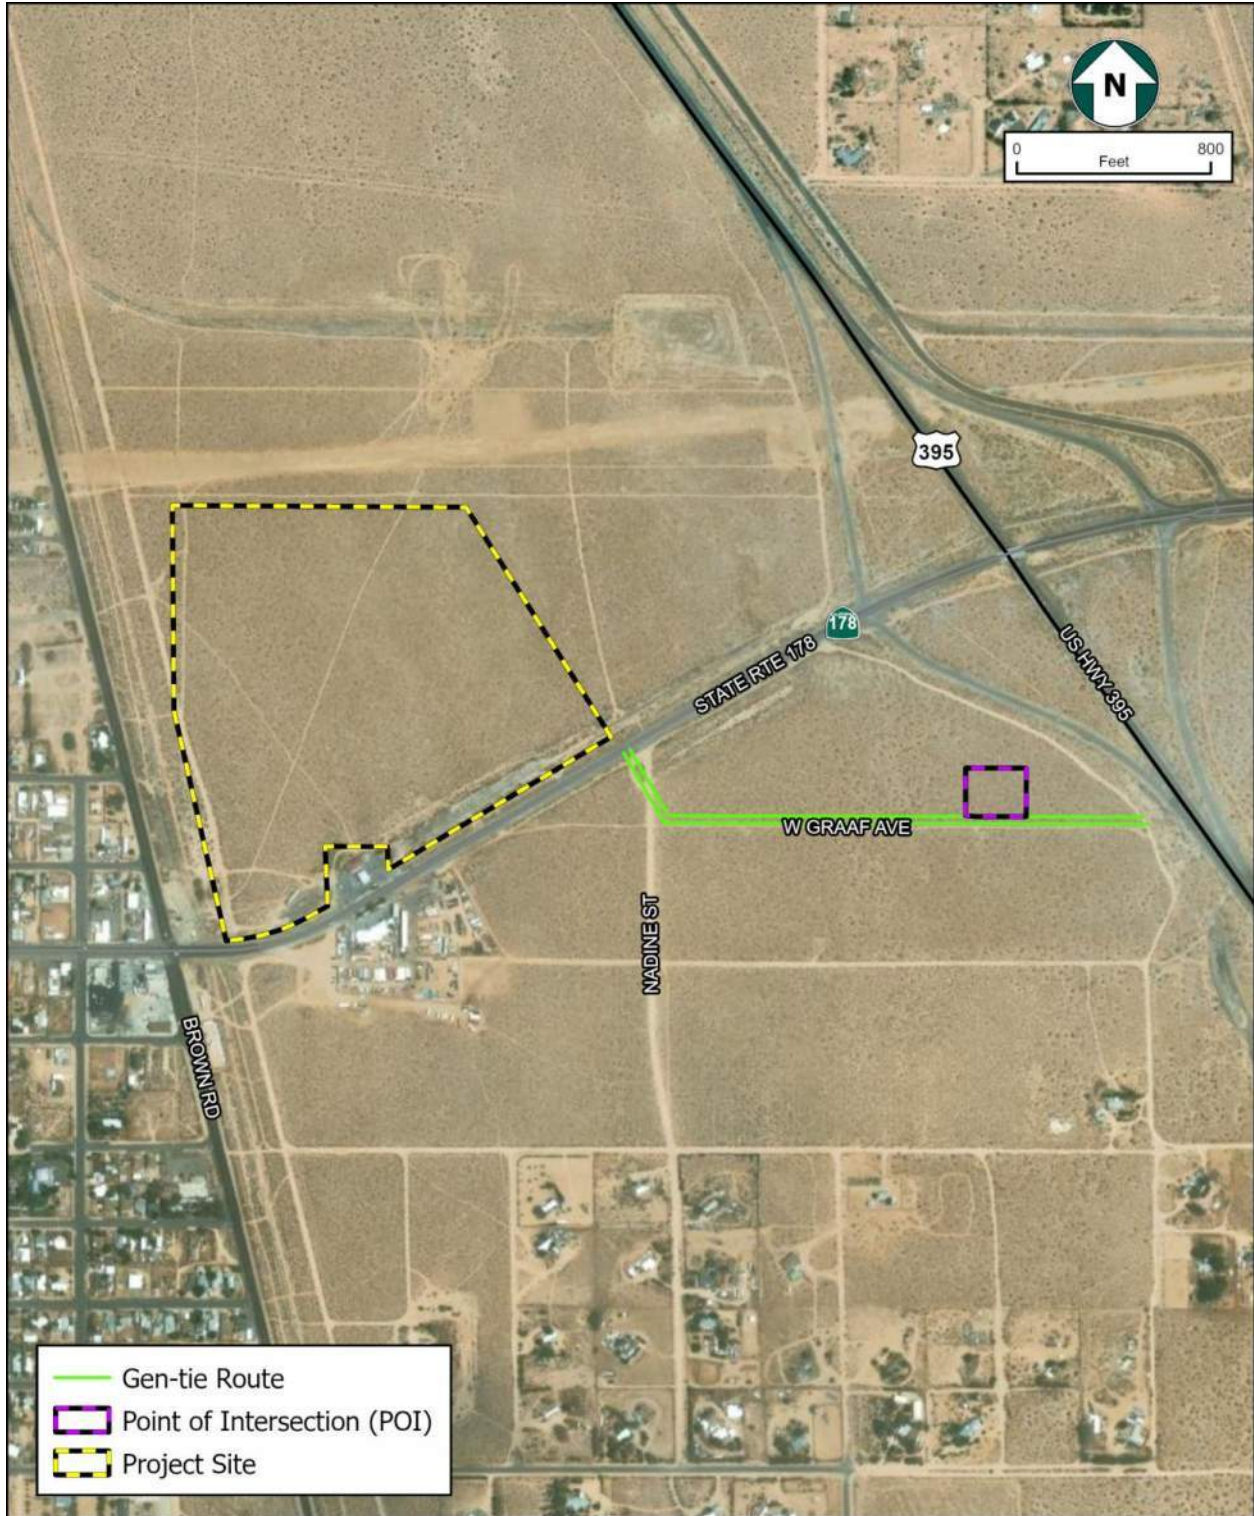 N
0 800
Feet
395
178
STATE RTE 178
US HWY 395
W GRAAF AVE
NADINE ST
BROWN RD
Gen-tie Route
Point of Intersection (POI)
Project Site